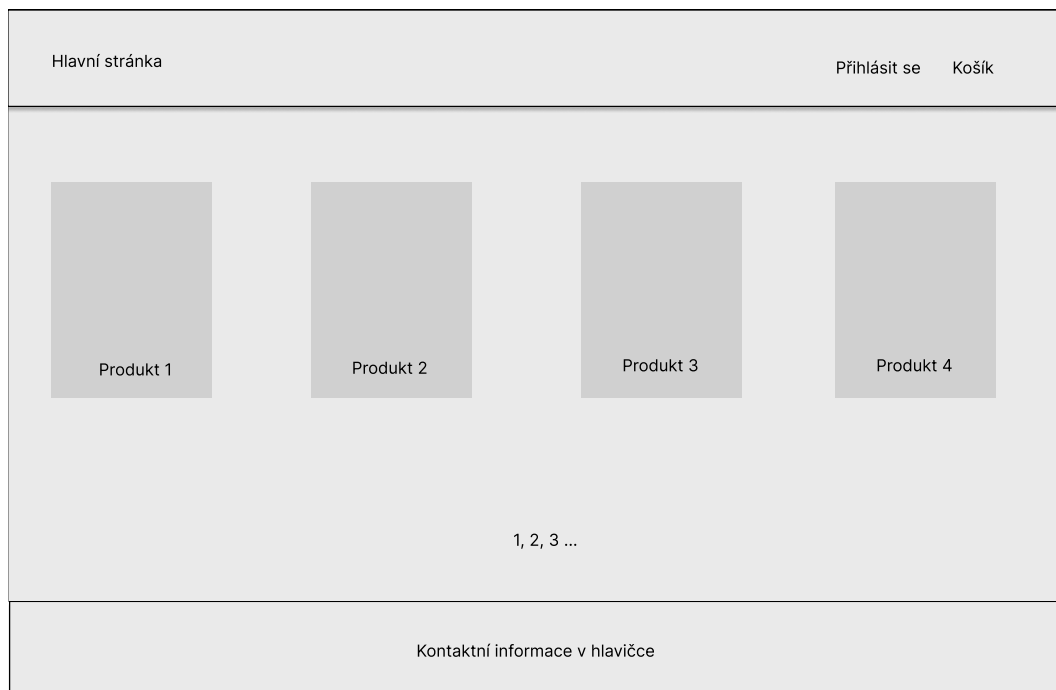 Hlavní stránka
Přihlásit se
Košík
Produkt 1
Produkt 2
Produkt 3
Produkt 4
1, 2, 3 ...
Kontaktní informace v hlavičce